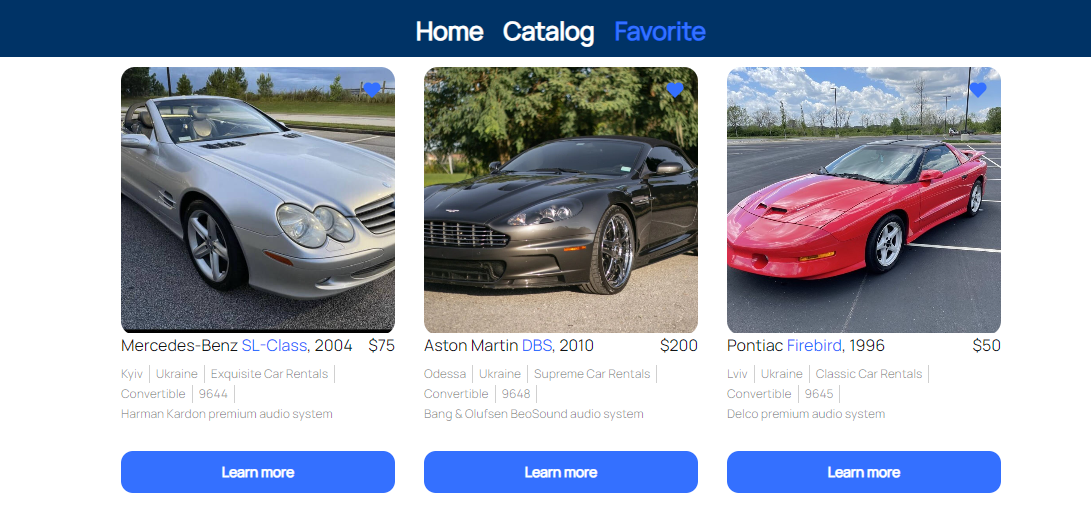 Home Catalog Favorite
Mercedes-Benz SL-Class, 2004 $75
Kyiv | Ukraine | Exquisite Car Rentals |
Convertible | 9644 |
Harman Kardon premium audio system
Learn more
Aston Martin DBS, 2010 $200
Odessa | Ukraine | Supreme Car Rentals |
Convertible | 9648 |
Bang & Olufsen BeoSound audio system
Learn more
Pontiac Firebird, 1996 $50
Lviv | Ukraine | Classic Car Rentals |
Convertible | 9645 |
Delco premium audio system
Learn more